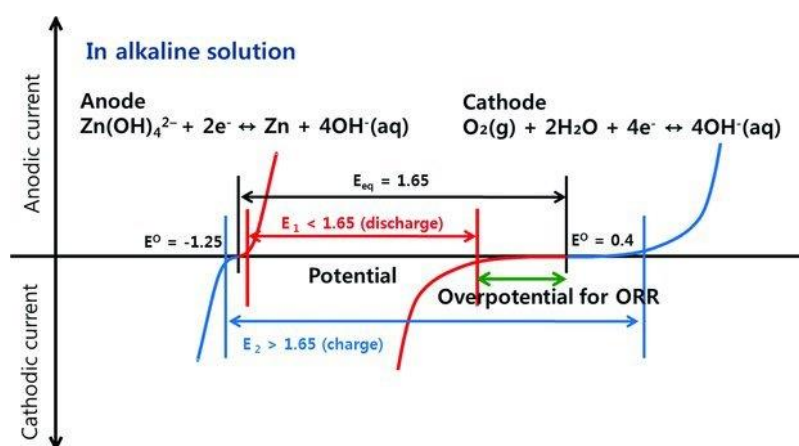 In alkaline solution
Anode
Zn(OH)₄²⁻ + 2e⁻ ↔ Zn + 4OH⁻(aq)
Cathode
O₂(g) + 2H₂O + 4e⁻ ↔ 4OH⁻(aq)
Anodic current
E_eq = 1.65
E₁ < 1.65 (discharge)
E⁰ = -1.25
E⁰ = 0.4
Potential
Overpotential for ORR
E₂ > 1.65 (charge)
Cathodic current